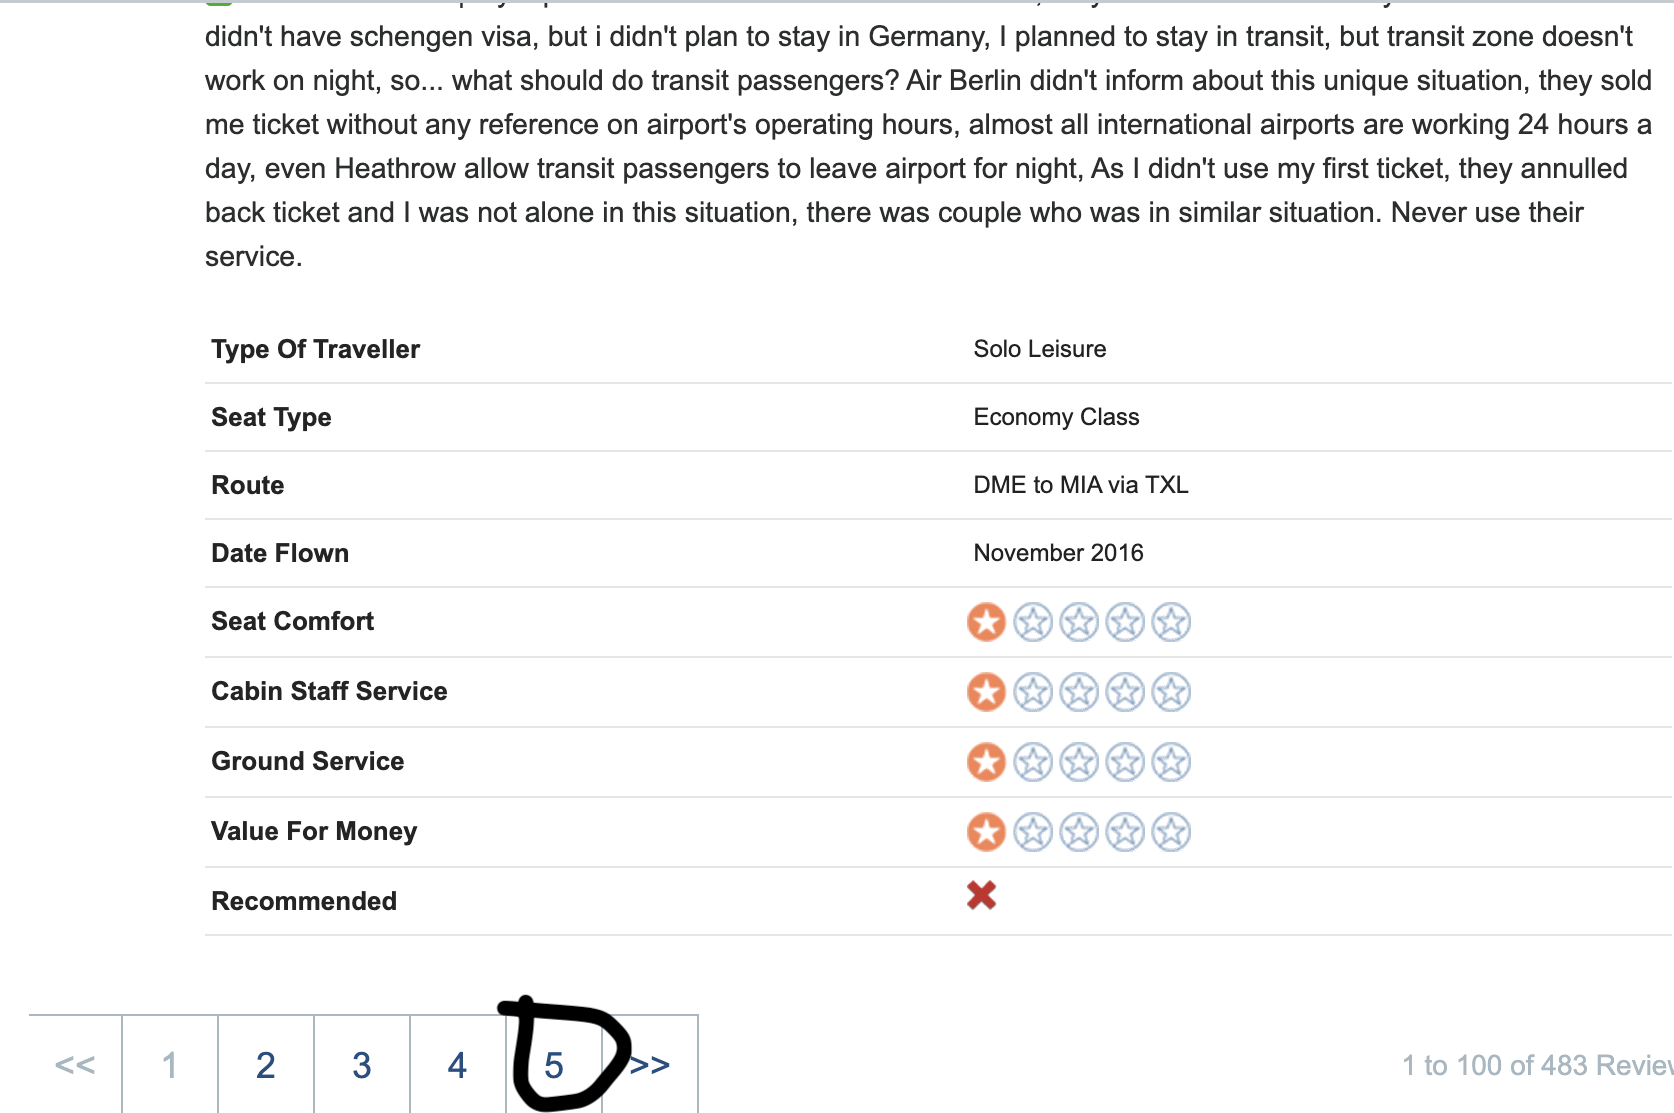 didn't have schengen visa, but i didn't plan to stay in Germany, I planned to stay in transit, but transit zone doesn't
work on night, so... what should do transit passengers? Air Berlin didn't inform about this unique situation, they sold
me ticket without any reference on airport's operating hours, almost all international airports are working 24 hours a
day, even Heathrow allow transit passengers to leave airport for night, As I didn't use my first ticket, they annulled
back ticket and I was not alone in this situation, there was couple who was in similar situation. Never use their
service.
Type Of Traveller Solo Leisure
Seat Type Economy Class
Route DME to MIA via TXL
Date Flown November 2016
Seat Comfort
Cabin Staff Service
Ground Service
Value For Money
Recommended
<< 1 2 3 4 5 >> 1 to 100 of 483